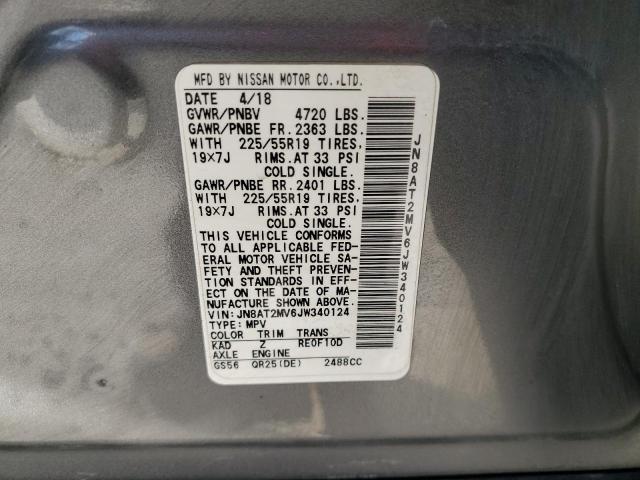 MFD BY NISSAN MOTOR CO.,LTD.
DATE 4/18
GVWR/PNBV 4720 LBS.
GAWR/PNBE FR.2363 LBS.
WITH 225/55R19 TIRES,
19×7J RIMS.AT 33 PSI
COLD SINGLE.
GAWR/PNBE RR.2401 LBS.
WITH 225/55R19 TIRES,
19×7J RIMS.AT 33 PSI
COLD SINGLE.
THIS VEHICLE CONFORMS
TO ALL APPLICABLE FED-
ERAL MOTOR VEHICLE SA-
FETY AND THEFT PREVEN-
TION STANDARDS IN EFF-
ECT ON THE DATE OF MA-
NUFACTURE SHOWN ABOVE.
VIN:JN8AT2MV6JW340124
TYPE:MPV
COLOR TRIM TRANS
KAD Z RE0F10D
AXLE ENGINE
GS56 QR25(DE) 2488CC
JN8AT2MV6JW340124